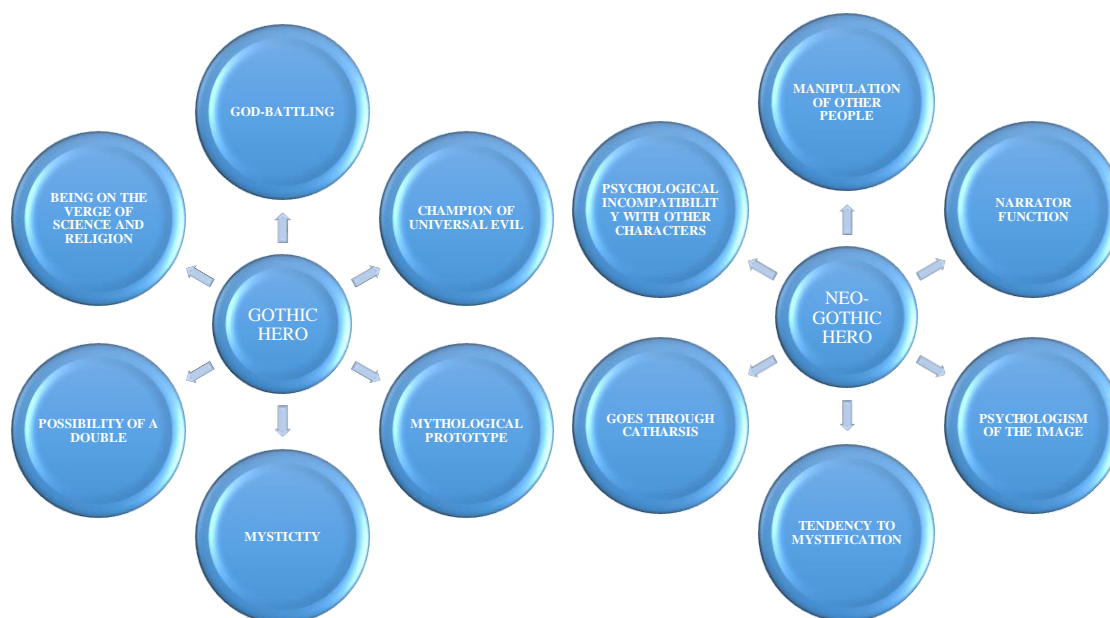 GOD-BATTLING
BEING ON THE
VERGE OF
SCIENCE AND
RELIGION
CHAMPION OF
UNIVERSAL EVIL
GOTHIC
HERO
POSSIBILITY OF A
DOUBLE
MYTHOLOGICAL
PROTOTYPE
MYSTICITY
MANIPULATION
OF OTHER
PEOPLE
PSYCHOLOGICAL
INCOMPATIBILIT
Y WITH OTHER
CHARACTERS
NARRATOR
FUNCTION
NEO-
GOTHIC
HERO
GOES THROUGH
CATHARSIS
PSYCHOLOGISM
OF THE IMAGE
TENDENCY TO
MYSTIFICATION